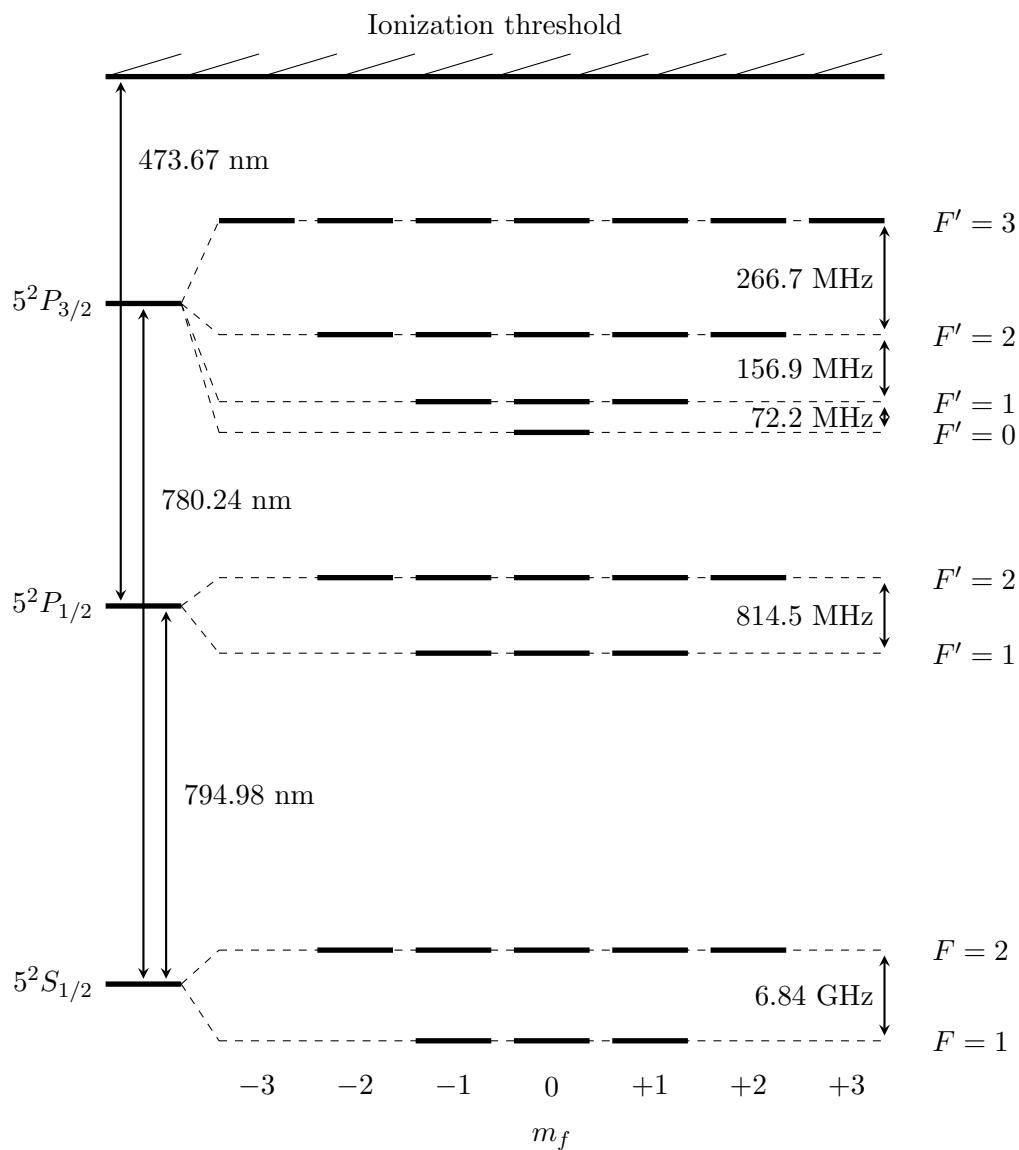 Ionization threshold
473.67 nm
F′ = 3
266.7 MHz
5²P₃/₂
F′ = 2
156.9 MHz
F′ = 1
72.2 MHz
F′ = 0
780.24 nm
F′ = 2
5²P₁/₂
814.5 MHz
F′ = 1
794.98 nm
F = 2
5²S₁/₂
6.84 GHz
F = 1
−3 −2 −1 0 +1 +2 +3
m_f